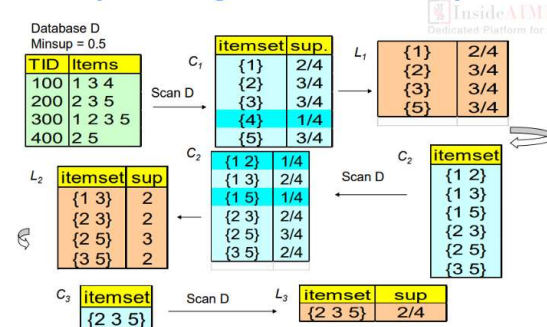 InsideAIM
Dedicated Platform for
Database D
Minsup = 0.5
TID Items
100 1 3 4
200 2 3 5
300 1 2 3 5
400 2 5
Scan D
C1
itemset sup.
{1} 2/4
{2} 3/4
{3} 3/4
{4} 1/4
{5} 3/4
L1
{1} 2/4
{2} 3/4
{3} 3/4
{5} 3/4
L2
itemset sup
{1 3} 2
{2 3} 2
{2 5} 3
{3 5} 2
C2
{1 2} 1/4
{1 3} 2/4
{1 5} 1/4
{2 3} 2/4
{2 5} 3/4
{3 5} 2/4
Scan D
C2
itemset
{1 2}
{1 3}
{1 5}
{2 3}
{2 5}
{3 5}
C3
itemset
{2 3 5}
Scan D
L3
itemset sup
{2 3 5} 2/4